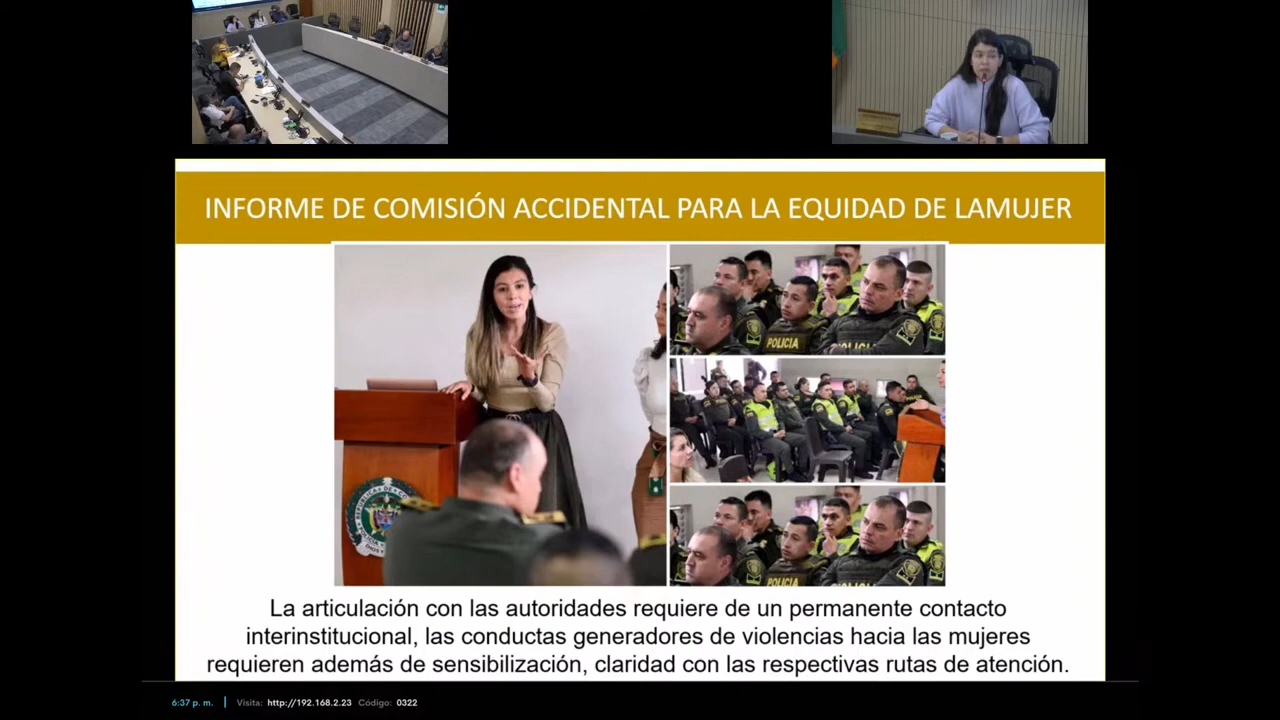 INFORME DE COMISIÓN ACCIDENTAL PARA LA EQUIDAD DE LAMUJER
POLICIA
POLICIA
La articulación con las autoridades requiere de un permanente contacto
interinstitucional, las conductas generadores de violencias hacia las mujeres
requieren además de sensibilización, claridad con las respectivas rutas de atención.
6:37 p. m. | Visita: http://192.168.2.23 Código: 0322